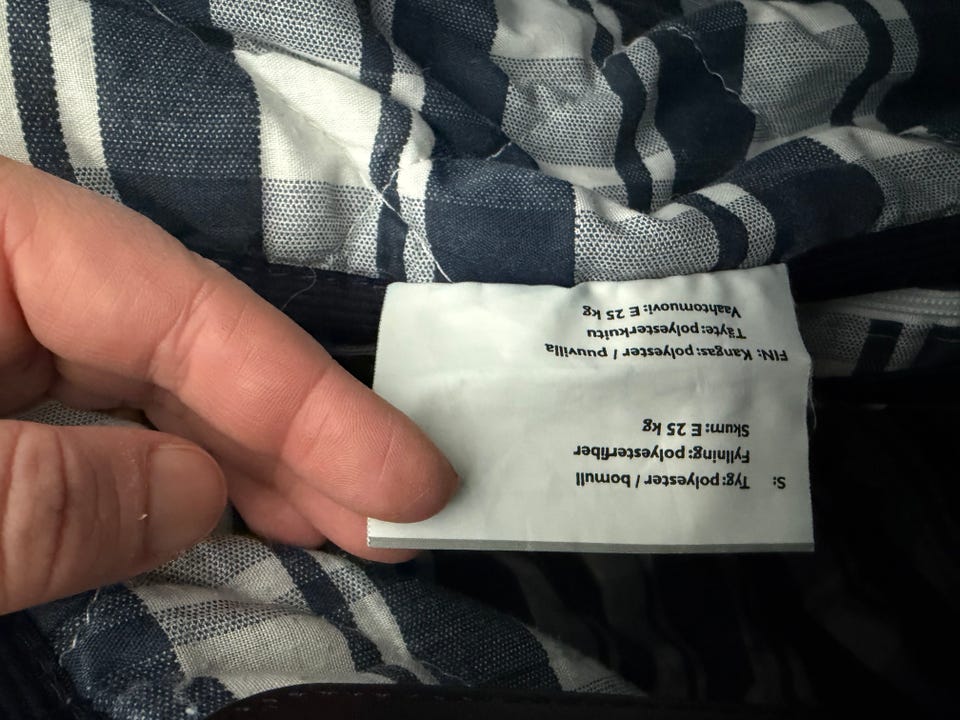 S: Tyg: polyester / bomull
Fyllning: polyesterfiber
Skum: E 25 kg
FIN: Kangas: polyester / puuvilla
Täyte: polyesterkuitu
Vaahtomuovi: E 25 kg